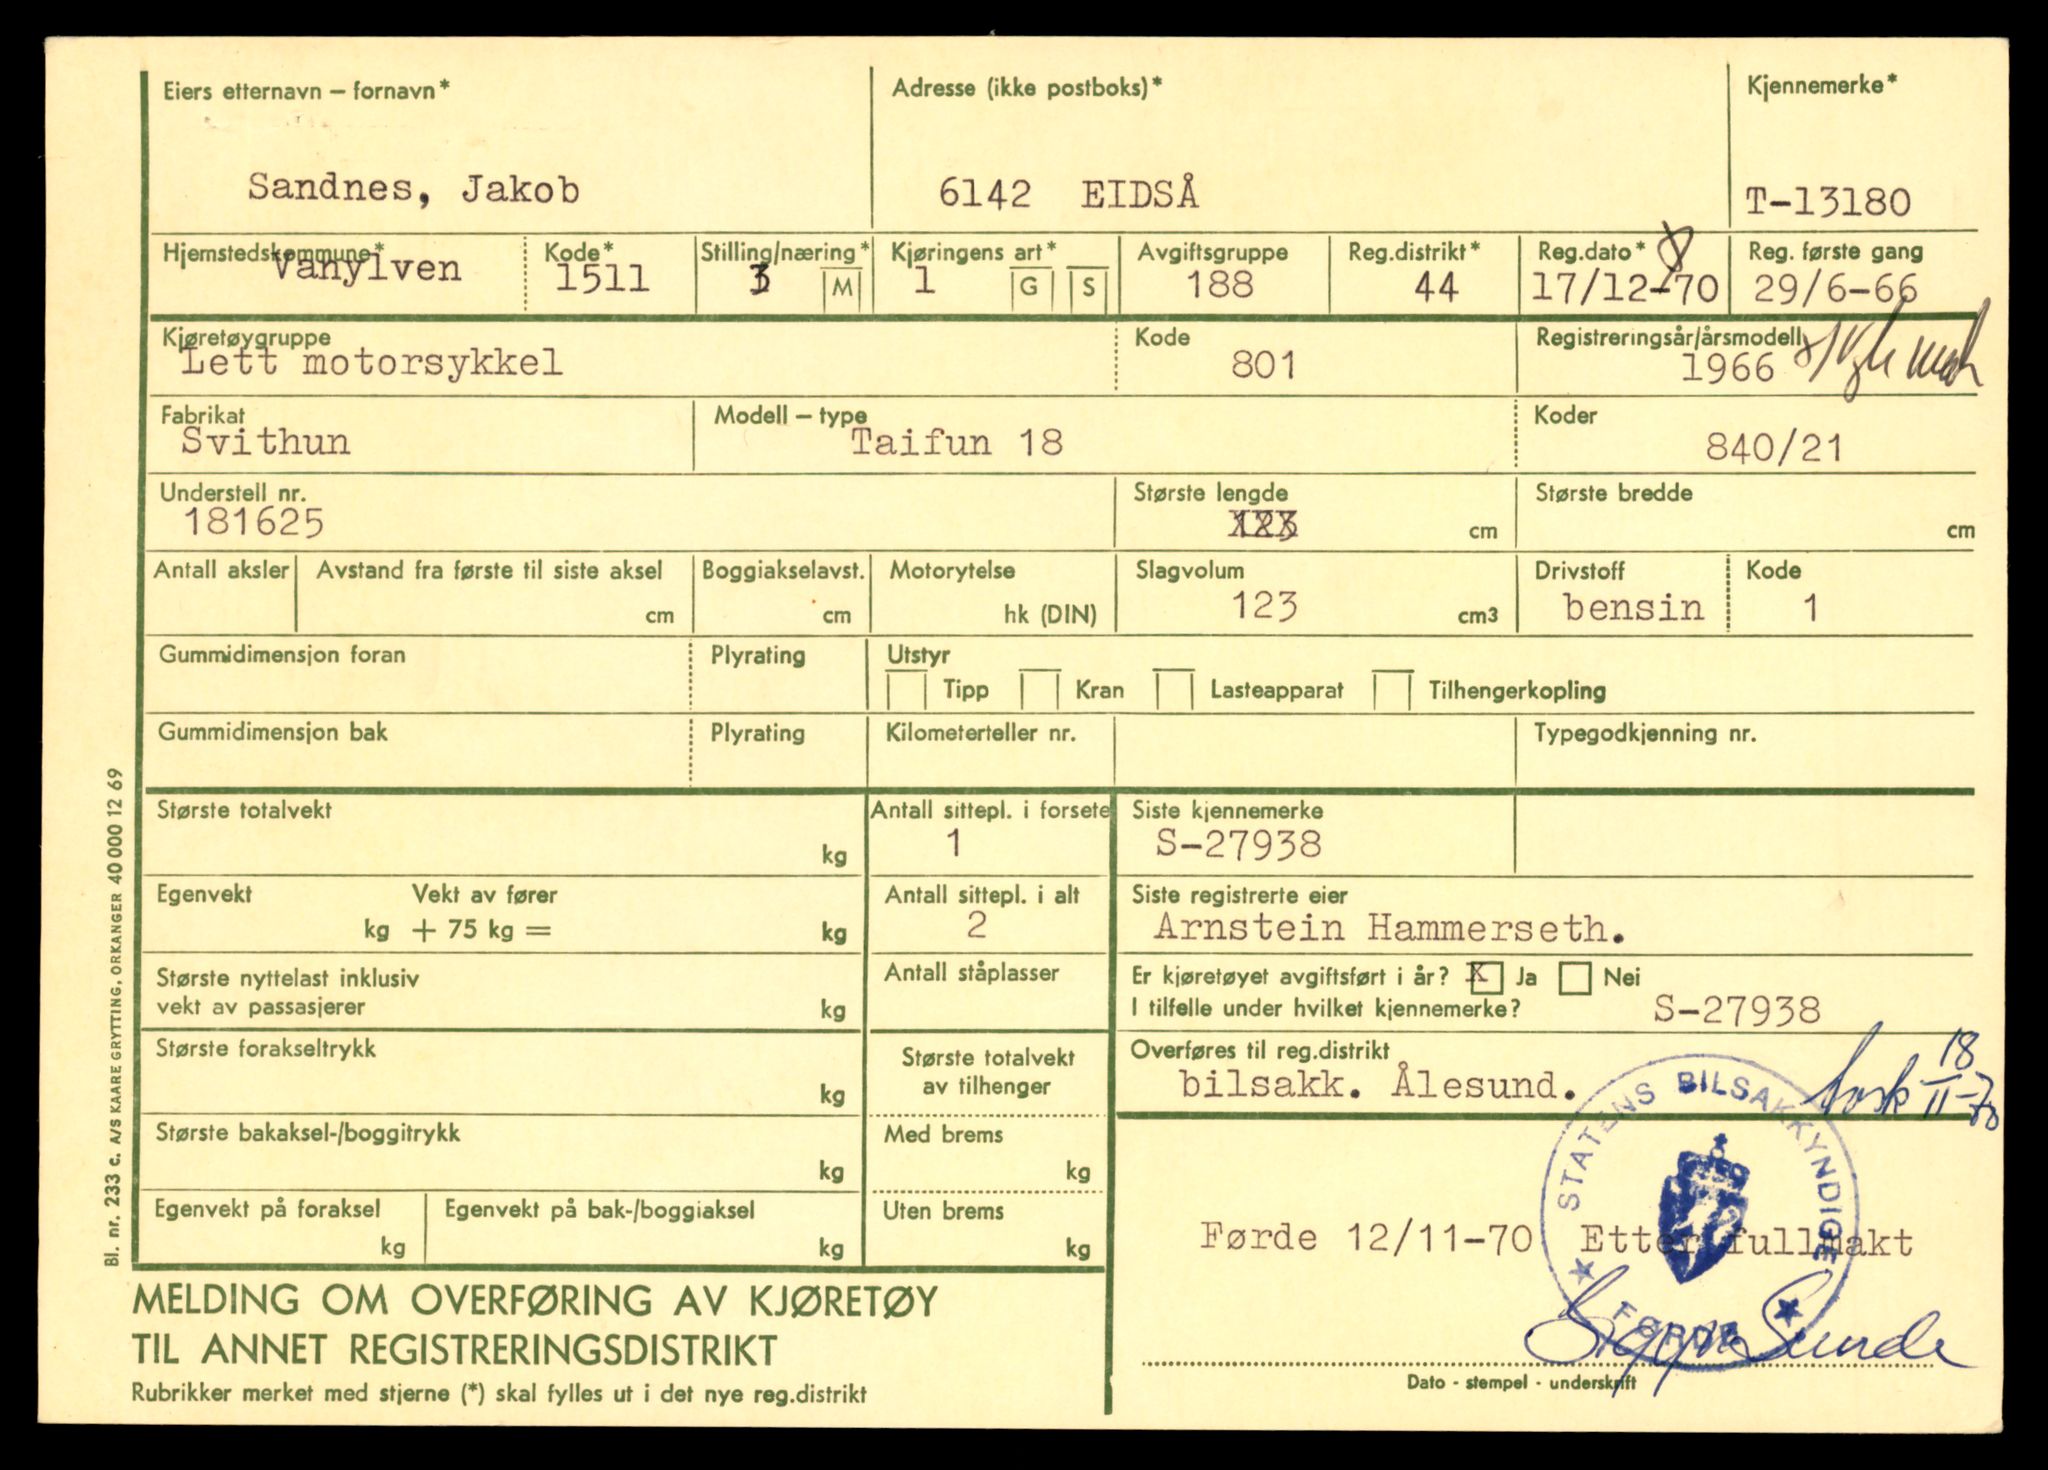 Eiers etternavn – fornavn*
Adresse (ikke postboks)*
Kjennemerke*
Sandnes, Jakob
6142 EIDSÅ
T-13180
Hjemstedskommune*
Kode*
Stilling/næring*
Kjøringens art*
Avgiftsgruppe
Reg.distrikt*
Reg.dato*
Reg. første gang
Vanylven
1511
3 M
1 G S
188
44
17/12-70
29/6-66
Kjøretøygruppe
Kode
Registreringsår/årsmodell
Lett motorsykkel
801
1966
Fabrikat
Modell – type
Koder
Svithun
Taifun 18
840/21
Understell nr.
Største lengde
Største bredde
181625
123 cm
cm
Antall aksler
Avstand fra første til siste aksel
Boggiakselavst.
Motorytelse
Slagvolum
Drivstoff
Kode
cm
cm
hk (DIN)
123 cm3
bensin
1
Gummidimensjon foran
Plyrating
Utstyr
Tipp Kran Lasteapparat Tilhengerkopling
Gummidimensjon bak
Plyrating
Kilometerteller nr.
Typegodkjenning nr.
Største totalvekt
kg
Antall sittepl. i forsete
1
Siste kjennemerke
S-27938
Egenvekt Vekt av fører
kg + 75 kg = kg
Antall sittepl. i alt
2
Siste registrerte eier
Arnstein Hammerseth.
Største nyttelast inklusiv
vekt av passasjerer kg
Antall ståplasser
Er kjøretøyet avgiftsført i år? X Ja Nei
I tilfelle under hvilket kjennemerke? S-27938
Største forakseltrykk
kg
Største totalvekt
av tilhenger
Overføres til reg.distrikt
bilsakk. Ålesund.
18
II-70
Største bakaksel-/boggitrykk
kg
Med brems
kg
Egenvekt på foraksel
kg
Egenvekt på bak-/boggiaksel
kg
Uten brems
kg
STATENS BILSAKKYNDIGE
FØRDE
Førde 12/11-70 Etter fullmakt
Sunde
Dato - stempel - underskrift
MELDING OM OVERFØRING AV KJØRETØY
TIL ANNET REGISTRERINGSDISTRIKT
Rubrikker merket med stjerne (*) skal fylles ut i det nye reg.distrikt
Bl. nr. 233 c. A/S KAARE GRYTTING, ORKANGER 40 000 12 69